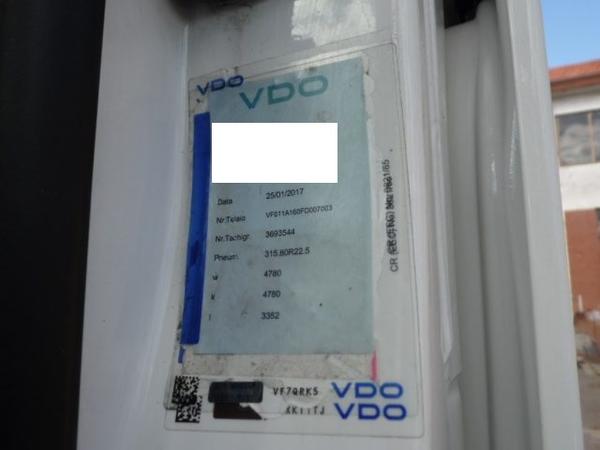 VDO
VDO
Data 25/01/2017
Nr.Telaio VF611A160FD007003
Nr.Tachigr. 3693544
Pneum. 315.80R22.5
w 4780
k 4780
l 3352
VF7QRK5 VDO
VDO